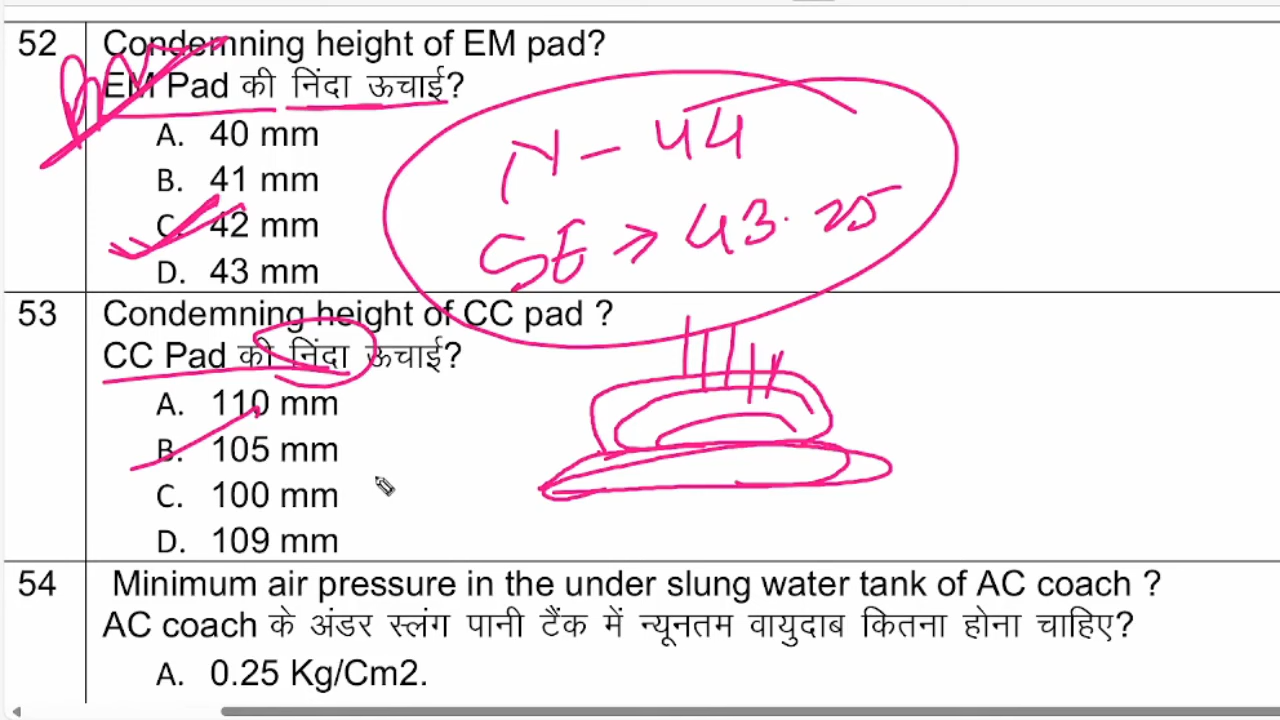 52
Condemning height of EM pad?
EM Pad की निंदा ऊचाई?
A. 40 mm
B. 41 mm
C. 42 mm
D. 43 mm
N - 44
SE > 43.25
53
Condemning height of CC pad ?
CC Pad की निंदा ऊचाई?
A. 110 mm
B. 105 mm
C. 100 mm
D. 109 mm
54
Minimum air pressure in the under slung water tank of AC coach ?
AC coach के अंडर स्लंग पानी टैंक में न्यूनतम वायुदाब कितना होना चाहिए?
A. 0.25 Kg/Cm2.